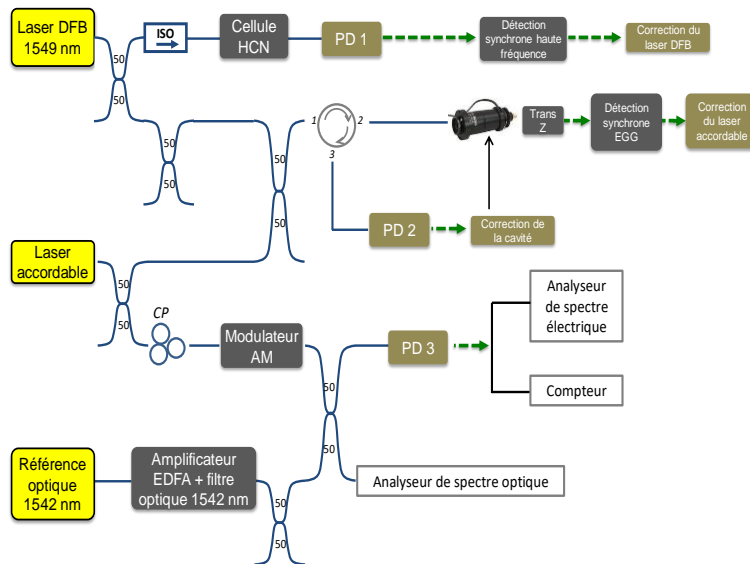 Laser DFB
1549 nm
50
50
ISO
Cellule
HCN
PD 1
Détection
synchrone haute
fréquence
Correction du
laser DFB
50
50
50
50
1
2
3
Trans
Z
Détection
synchrone
EGG
Correction
du laser
accordable
PD 2
Correction de
la cavité
Laser
accordable
50
50
CP
Modulateur
AM
50
50
PD 3
Analyseur
de spectre
électrique
Compteur
Référence
optique
1542 nm
Amplificateur
EDFA + filtre
optique 1542 nm
50
50
Analyseur de spectre optique